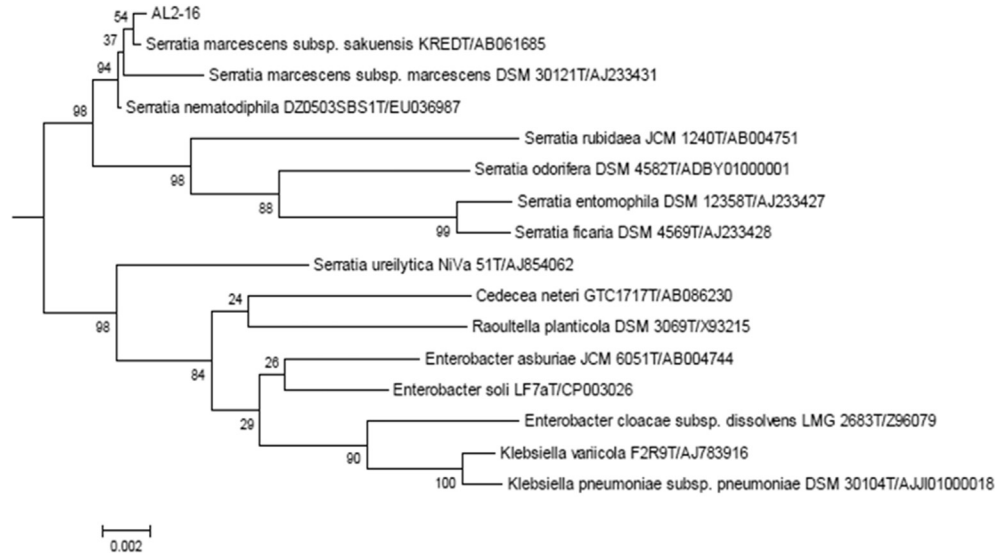 54
AL2-16
37
Serratia marcescens subsp. sakuensis KREDT/AB061685
94
Serratia marcescens subsp. marcescens DSM 30121T/AJ233431
98
Serratia nematodiphila DZ0503SBS1T/EU036987
Serratia rubidaea JCM 1240T/AB004751
98
Serratia odorifera DSM 4582T/ADBY01000001
88
Serratia entomophila DSM 12358T/AJ233427
99
Serratia ficaria DSM 4569T/AJ233428
Serratia ureilytica NiVa 51T/AJ854062
98
24
Cedecea neteri GTC1717T/AB086230
Raoultella planticola DSM 3069T/X93215
84
26
Enterobacter asburiae JCM 6051T/AB004744
Enterobacter soli LF7aT/CP003026
29
Enterobacter cloacae subsp. dissolvens LMG 2683T/Z96079
90
Klebsiella variicola F2R9T/AJ783916
100
Klebsiella pneumoniae subsp. pneumoniae DSM 30104T/AJJI01000018
0.002